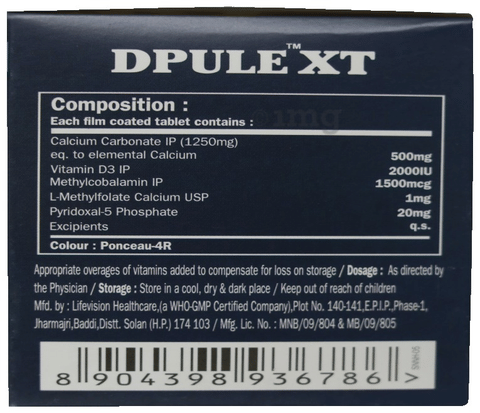 DPULE™XT
Composition :
Each film coated tablet contains :
Calcium Carbonate IP (1250mg)
eq. to elemental Calcium 500mg
Vitamin D3 IP 2000IU
Methylcobalamin IP 1500mcg
L-Methylfolate Calcium USP 1mg
Pyridoxal-5 Phosphate 20mg
Excipients q.s.
Colour : Ponceau-4R
Appropriate overages of vitamins added to compensate for loss on storage / Dosage : As directed by
the Physician / Storage : Store in a cool, dry & dark place / Keep out of reach of children
Mfd. by : Lifevision Healthcare,(a WHO-GMP Certified Company),Plot No. 140-141,E.P.I.P.,Phase-1,
Jharmajri,Baddi,Distt. Solan (H.P.) 174 103 / Mfg. Lic. No. : MNB/09/804 & MB/09/805
8 904398 936786 >